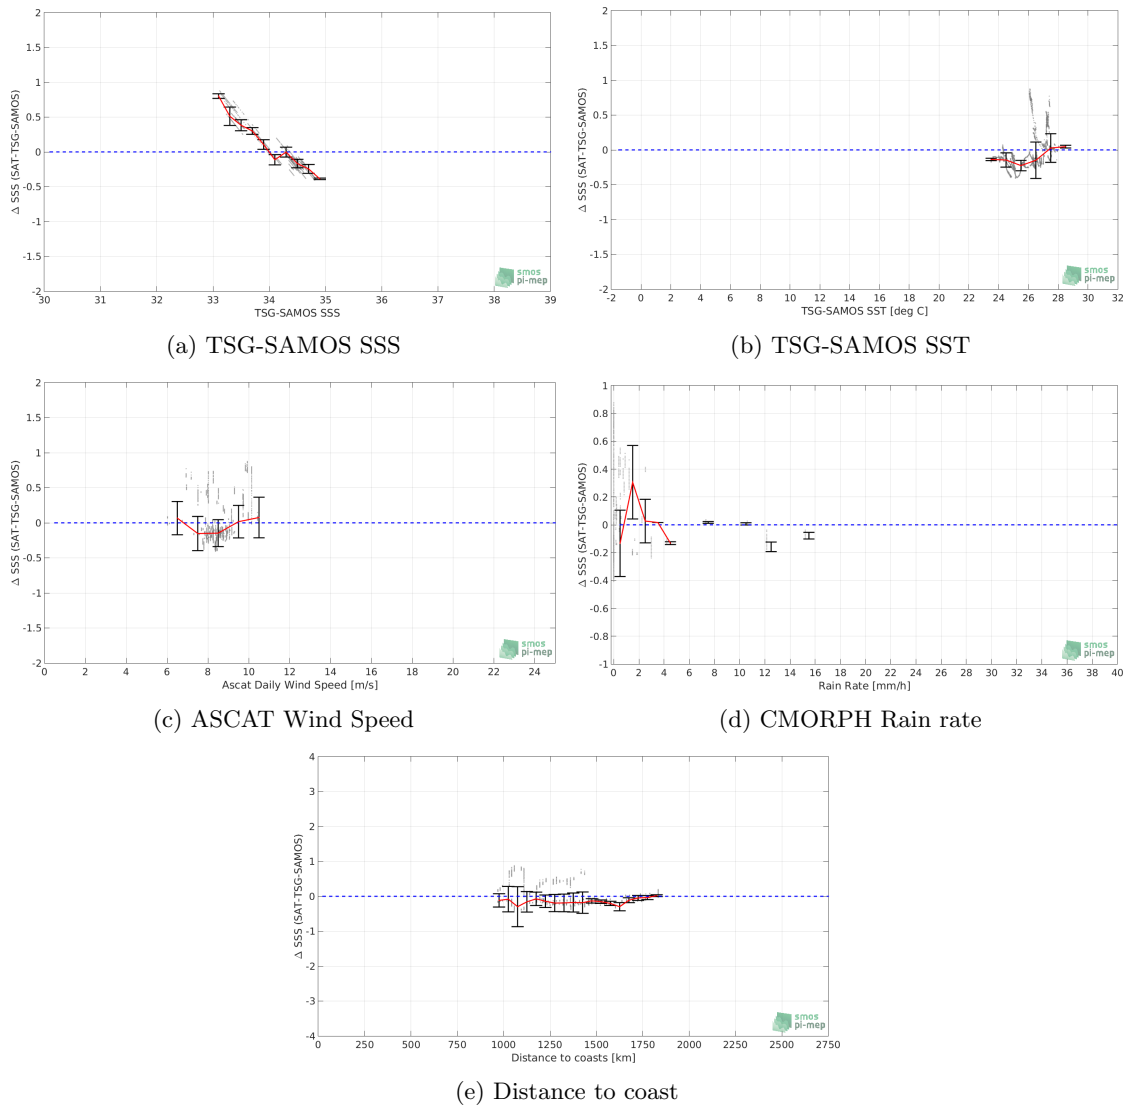 2
1.5
1
0.5
0
-0.5
-1
-1.5
-2
Δ SSS (SAT-TSG-SAMOS)
30 31 32 33 34 35 36 37 38 39
TSG-SAMOS SSS
smos
pi-mep
(a) TSG-SAMOS SSS
2
1.5
1
0.5
0
-0.5
-1
-1.5
-2
Δ SSS (SAT-TSG-SAMOS)
-2 0 2 4 6 8 10 12 14 16 18 20 22 24 26 28 30 32
TSG-SAMOS SST [deg C]
smos
pi-mep
(b) TSG-SAMOS SST
2
1.5
1
0.5
0
-0.5
-1
-1.5
-2
Δ SSS (SAT-TSG-SAMOS)
0 2 4 6 8 10 12 14 16 18 20 22 24
Ascat Daily Wind Speed [m/s]
smos
pi-mep
(c) ASCAT Wind Speed
1
0.8
0.6
0.4
0.2
0
-0.2
-0.4
-0.6
-0.8
-1
Δ SSS (SAT-TSG-SAMOS)
0 2 4 6 8 10 12 14 16 18 20 22 24 26 28 30 32 34 36 38 40
Rain Rate [mm/h]
smos
pi-mep
(d) CMORPH Rain rate
4
3
2
1
0
-1
-2
-3
-4
Δ SSS (SAT-TSG-SAMOS)
0 250 500 750 1000 1250 1500 1750 2000 2250 2500 2750
Distance to coasts [km]
smos
pi-mep
(e) Distance to coast